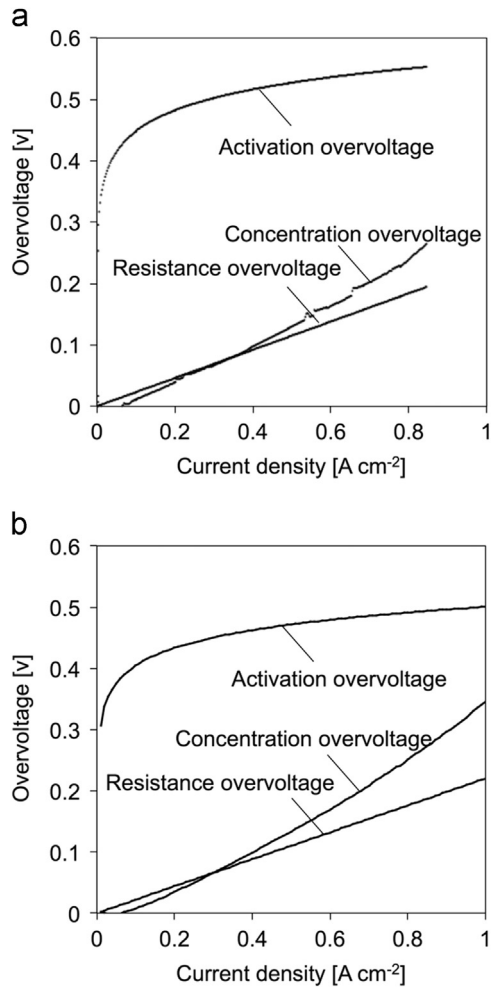 a
0.6
0.5
0.4
0.3
0.2
0.1
0
Overvoltage [v]
Activation overvoltage
Concentration overvoltage
Resistance overvoltage
0 0.2 0.4 0.6 0.8 1
Current density [A cm-2]
b
0.6
0.5
0.4
0.3
0.2
0.1
0
Overvoltage [v]
Activation overvoltage
Concentration overvoltage
Resistance overvoltage
0 0.2 0.4 0.6 0.8 1
Current density [A cm-2]